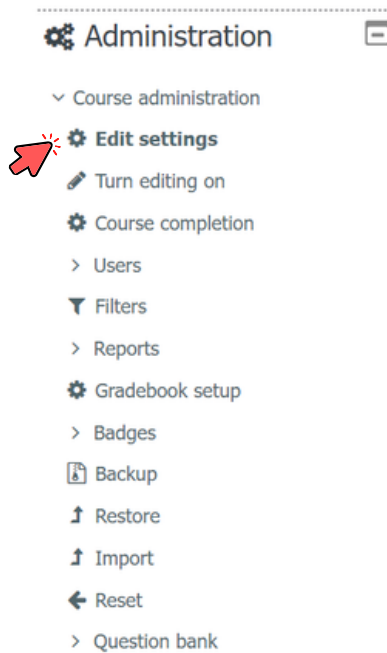 Administration
Course administration
Edit settings
Turn editing on
Course completion
Users
Filters
Reports
Gradebook setup
Badges
Backup
Restore
Import
Reset
Question bank